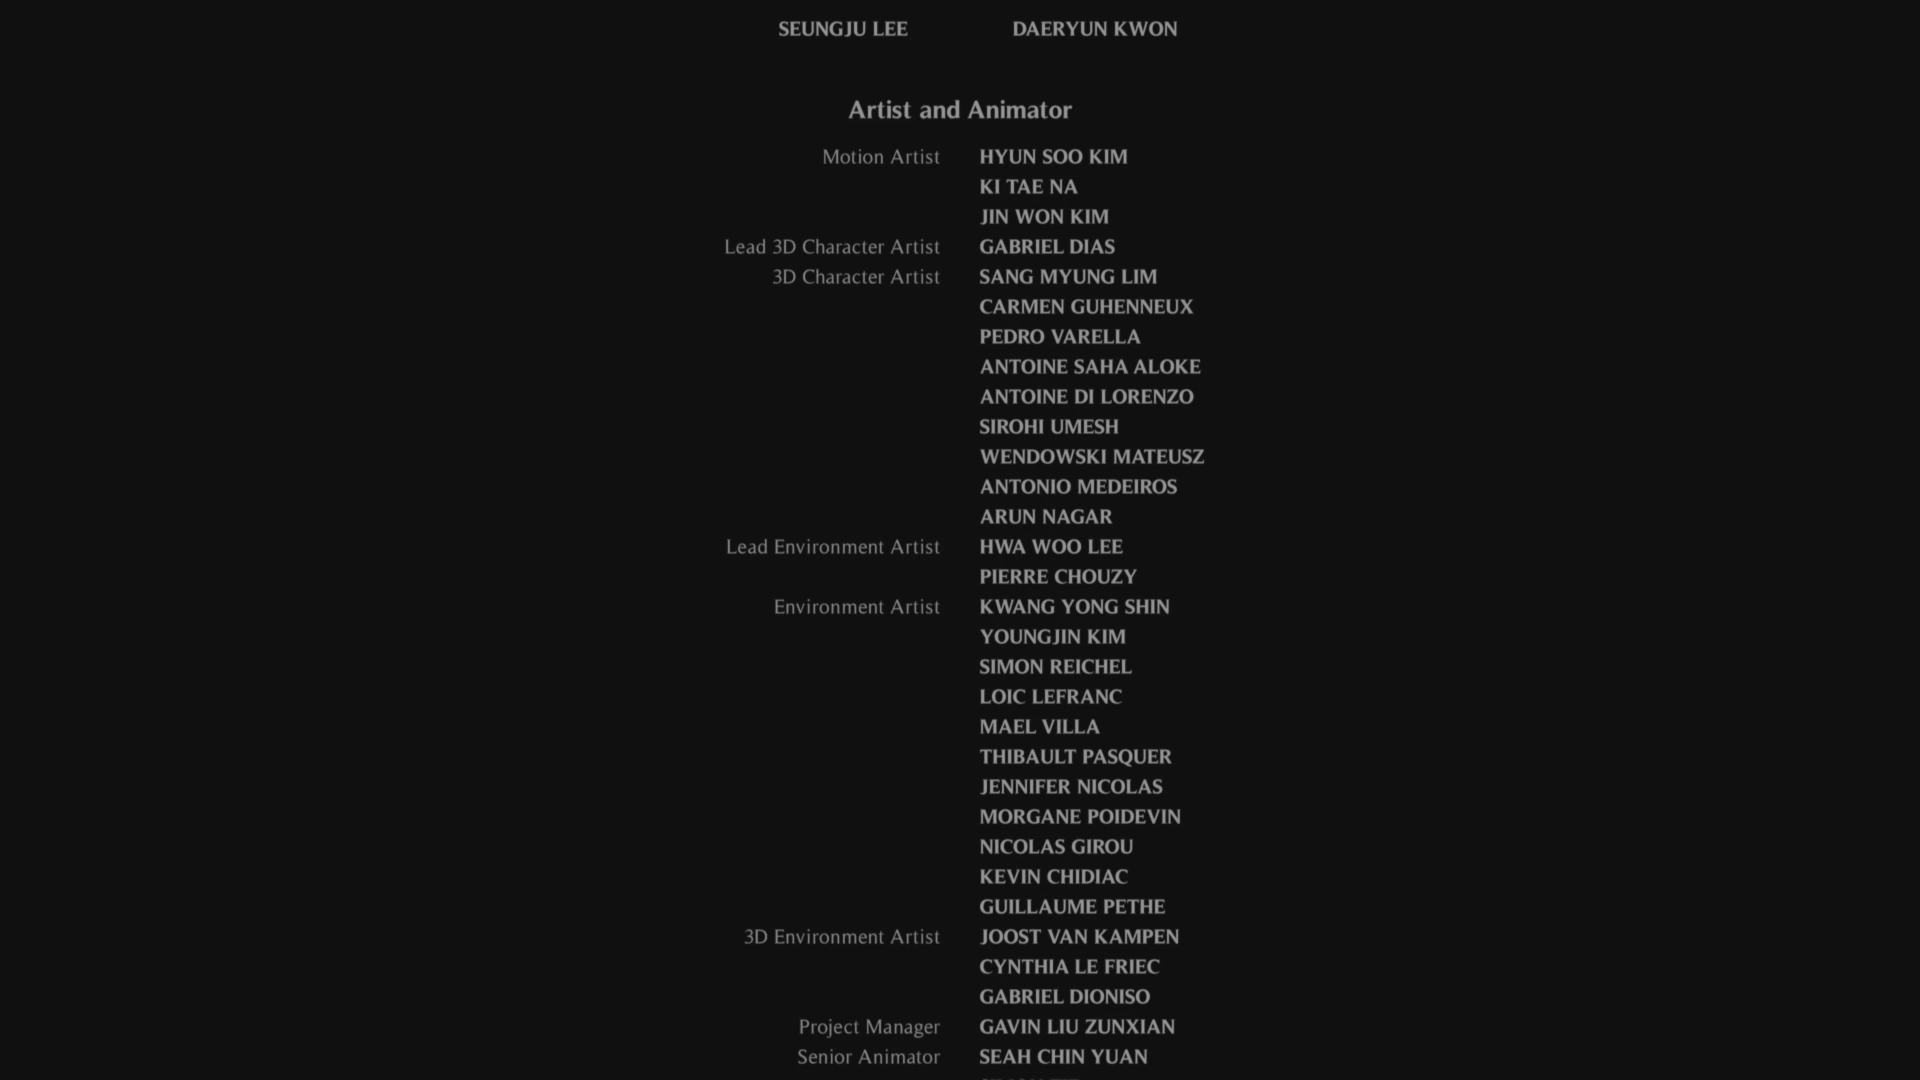 SEUNGJU LEE DAERYUN KWON
Artist and Animator
Motion Artist HYUN SOO KIM
KI TAE NA
JIN WON KIM
Lead 3D Character Artist GABRIEL DIAS
3D Character Artist SANG MYUNG LIM
CARMEN GUHENNEUX
PEDRO VARELLA
ANTOINE SAHA ALOKE
ANTOINE DI LORENZO
SIROHI UMESH
WENDOWSKI MATEUSZ
ANTONIO MEDEIROS
ARUN NAGAR
Lead Environment Artist HWA WOO LEE
PIERRE CHOUZY
Environment Artist KWANG YONG SHIN
YOUNGJIN KIM
SIMON REICHEL
LOIC LEFRANC
MAEL VILLA
THIBAULT PASQUER
JENNIFER NICOLAS
MORGANE POIDEVIN
NICOLAS GIROU
KEVIN CHIDIAC
GUILLAUME PETHE
3D Environment Artist JOOST VAN KAMPEN
CYNTHIA LE FRIEC
GABRIEL DIONISO
Project Manager GAVIN LIU ZUNXIAN
Senior Animator SEAH CHIN YUAN